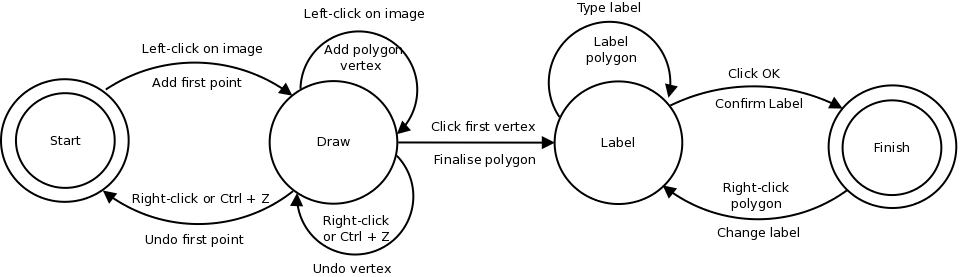 Start
Left-click on image
Add first point
Right-click or Ctrl + Z
Undo first point
Left-click on image
Add polygon
vertex
Draw
Right-click
or Ctrl + Z
Undo vertex
Click first vertex
Finalise polygon
Type label
Label
polygon
Label
Click OK
Confirm Label
Right-click
polygon
Change label
Finish